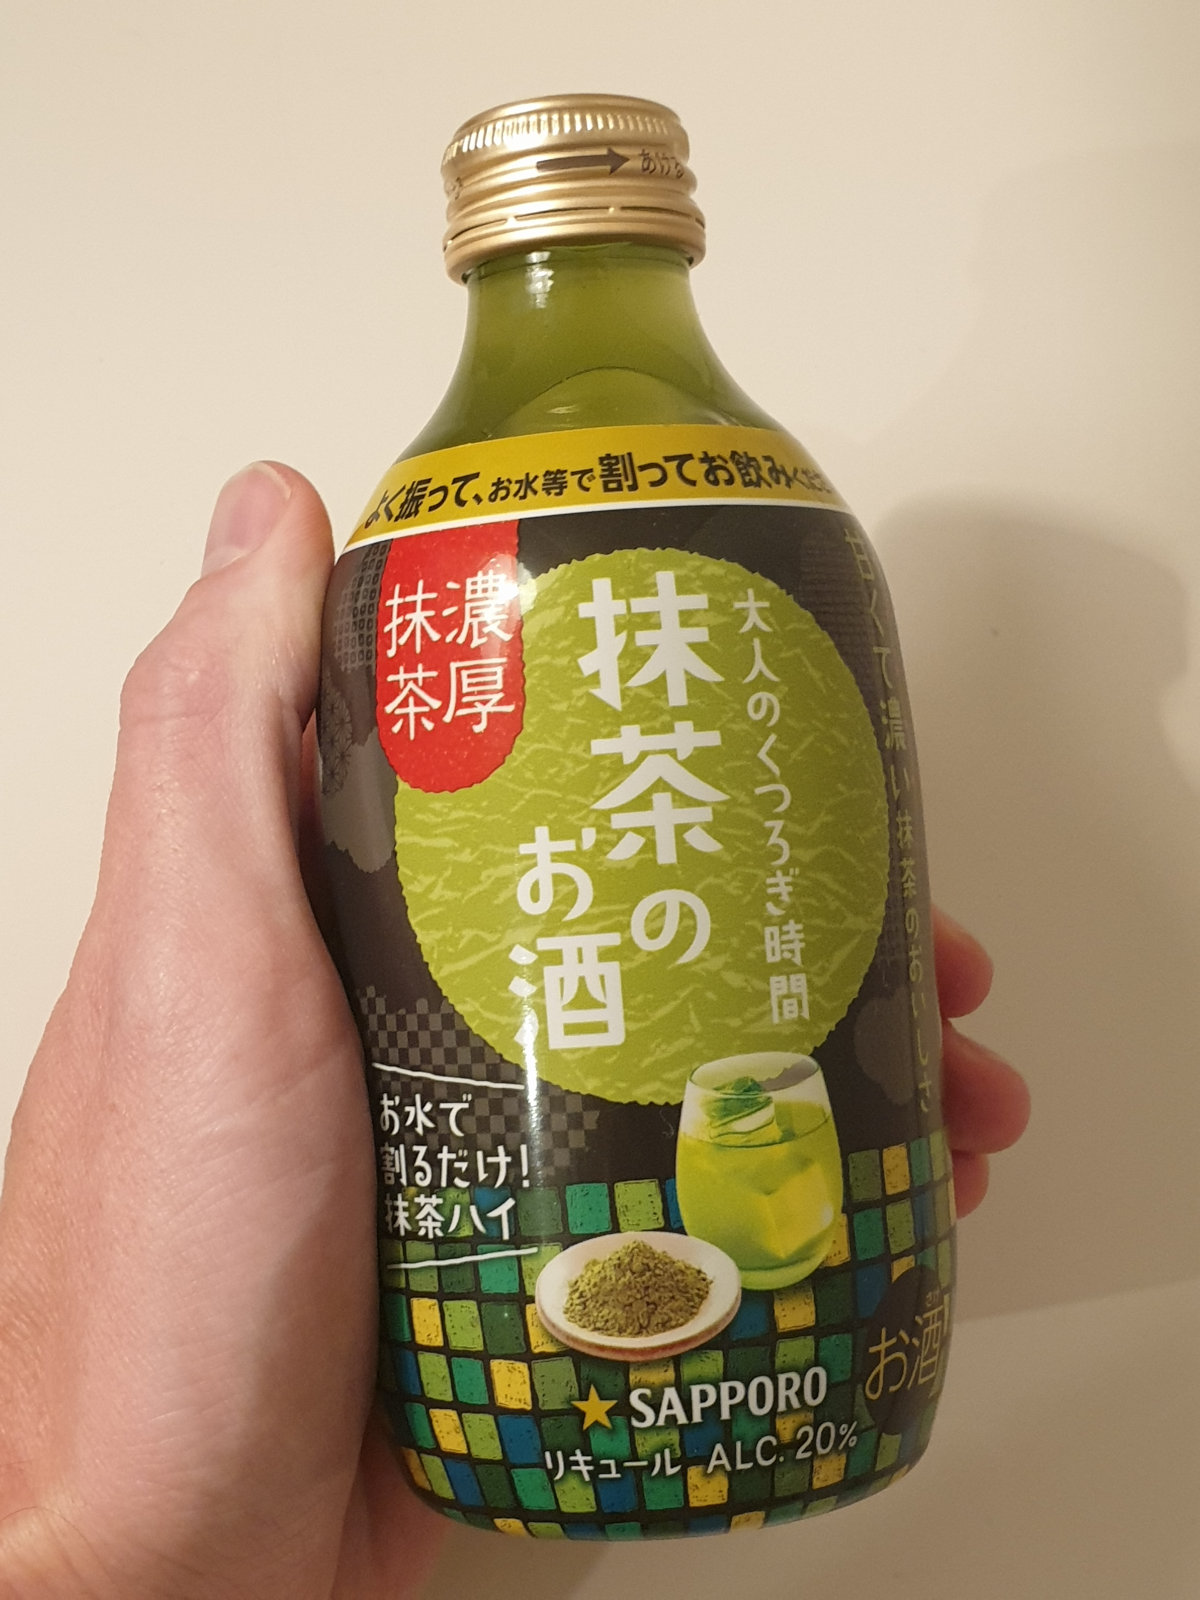 あける
よく振って、お水等で割ってお飲みくださ
濃厚
抹茶
大人のくつろぎ時間
抹茶の
お酒
甘くて濃い抹茶のおいしさ
お水で
割るだけ!
抹茶ハイ
お酒
SAPPORO
リキュール ALC. 20%